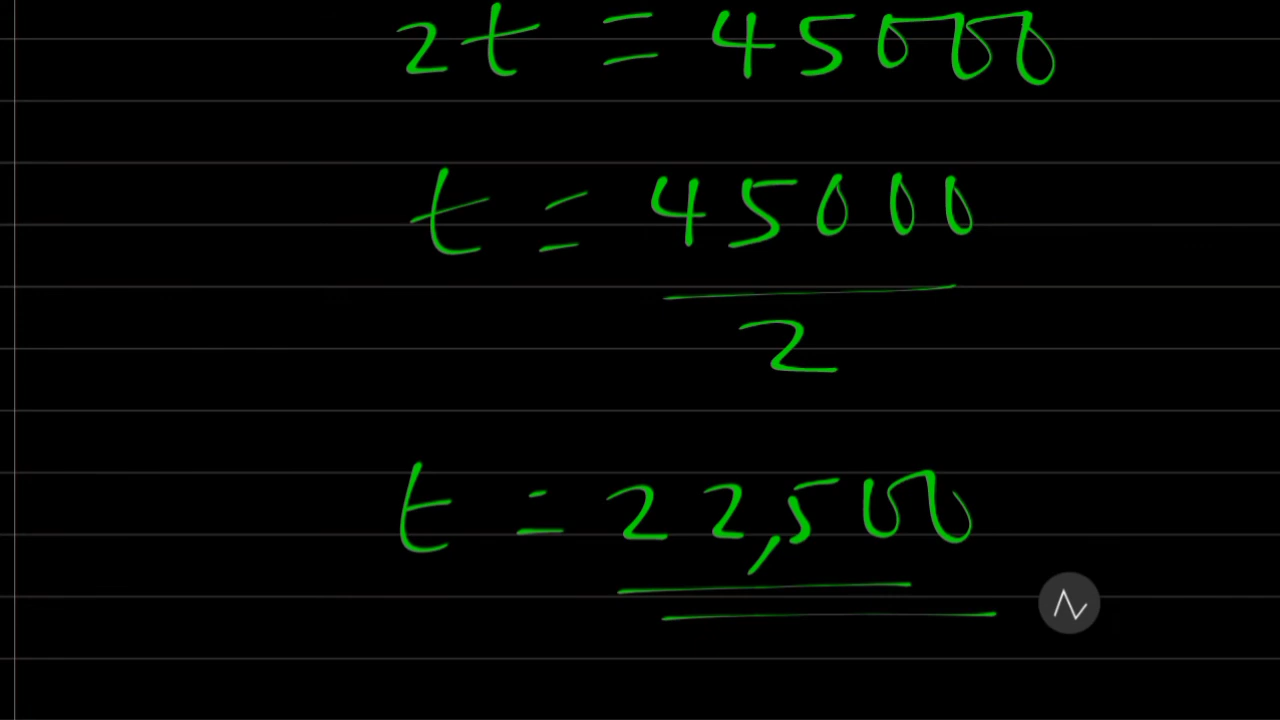 2t = 45000
t = 45000
2
t = 22,500